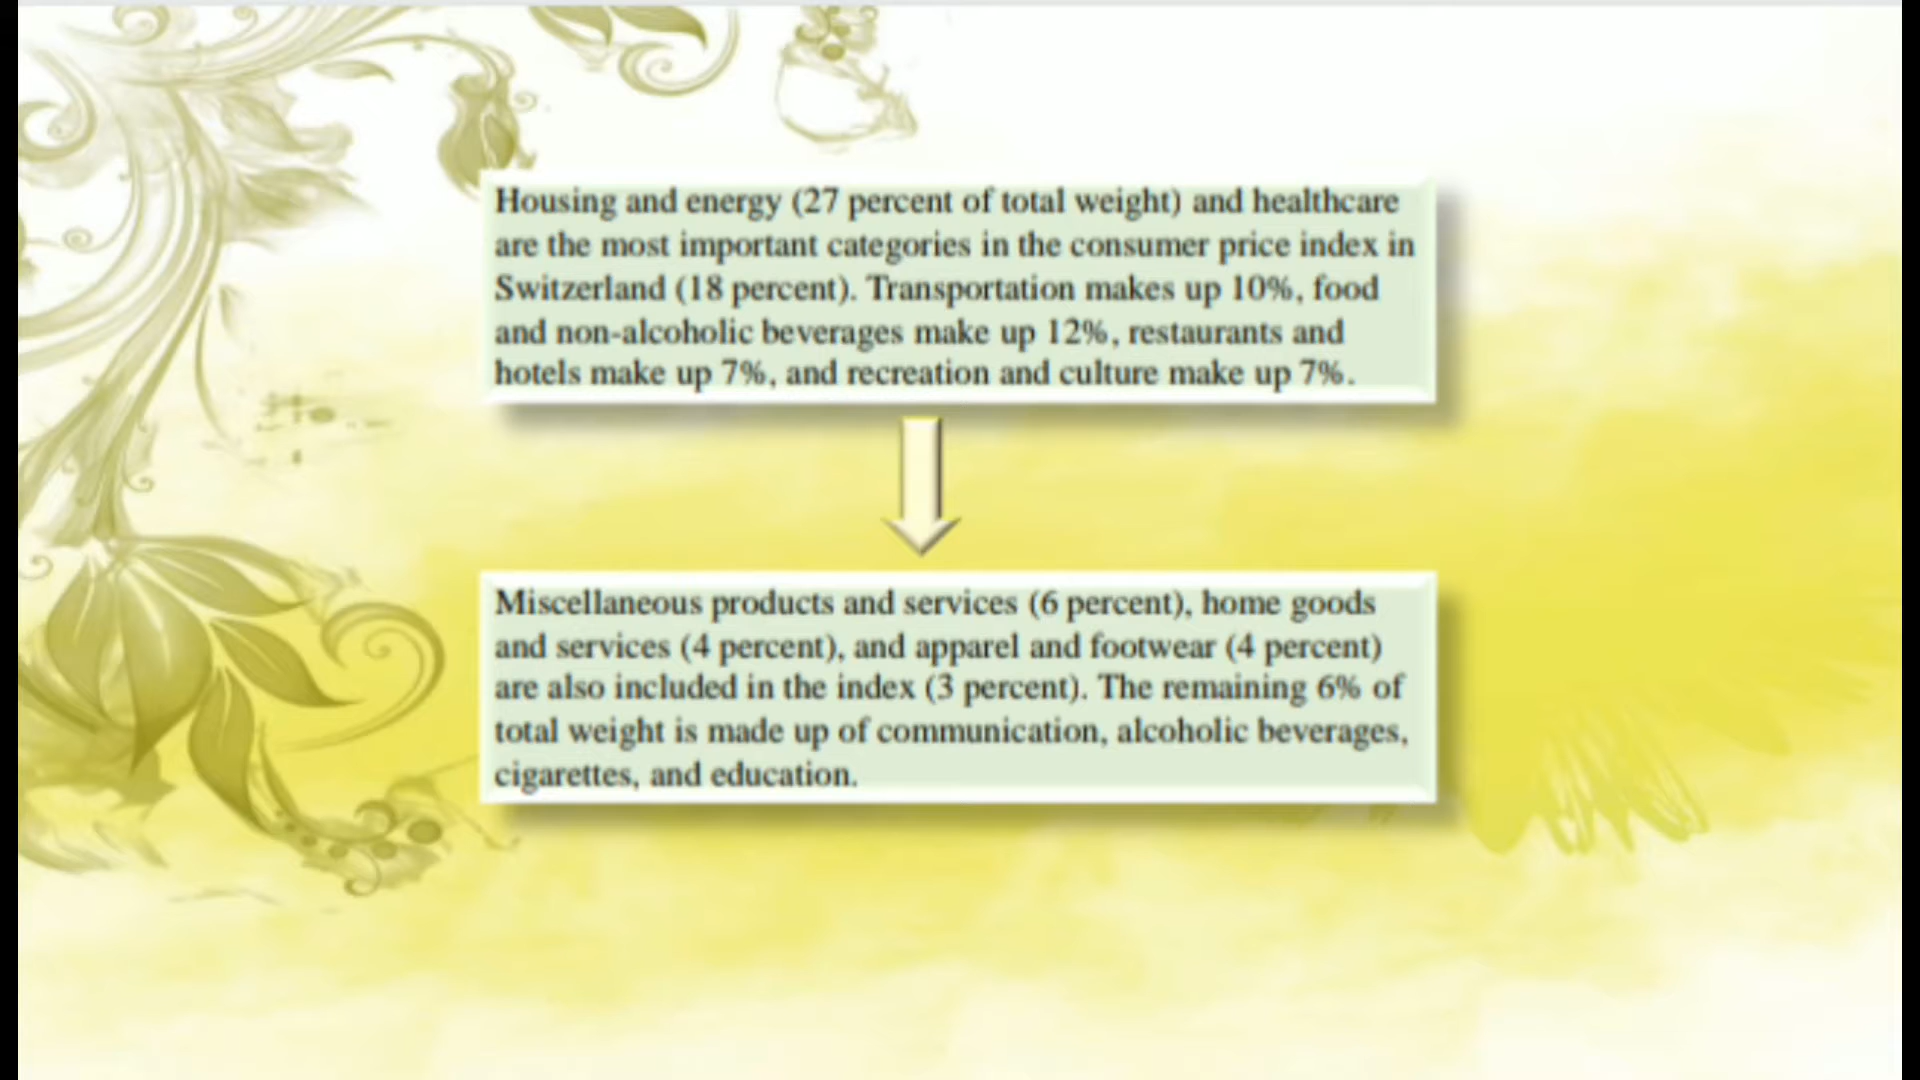 Housing and energy (27 percent of total weight) and healthcare
are the most important categories in the consumer price index in
Switzerland (18 percent). Transportation makes up 10%, food
and non-alcoholic beverages make up 12%, restaurants and
hotels make up 7%, and recreation and culture make up 7%.
Miscellaneous products and services (6 percent), home goods
and services (4 percent), and apparel and footwear (4 percent)
are also included in the index (3 percent). The remaining 6% of
total weight is made up of communication, alcoholic beverages,
cigarettes, and education.